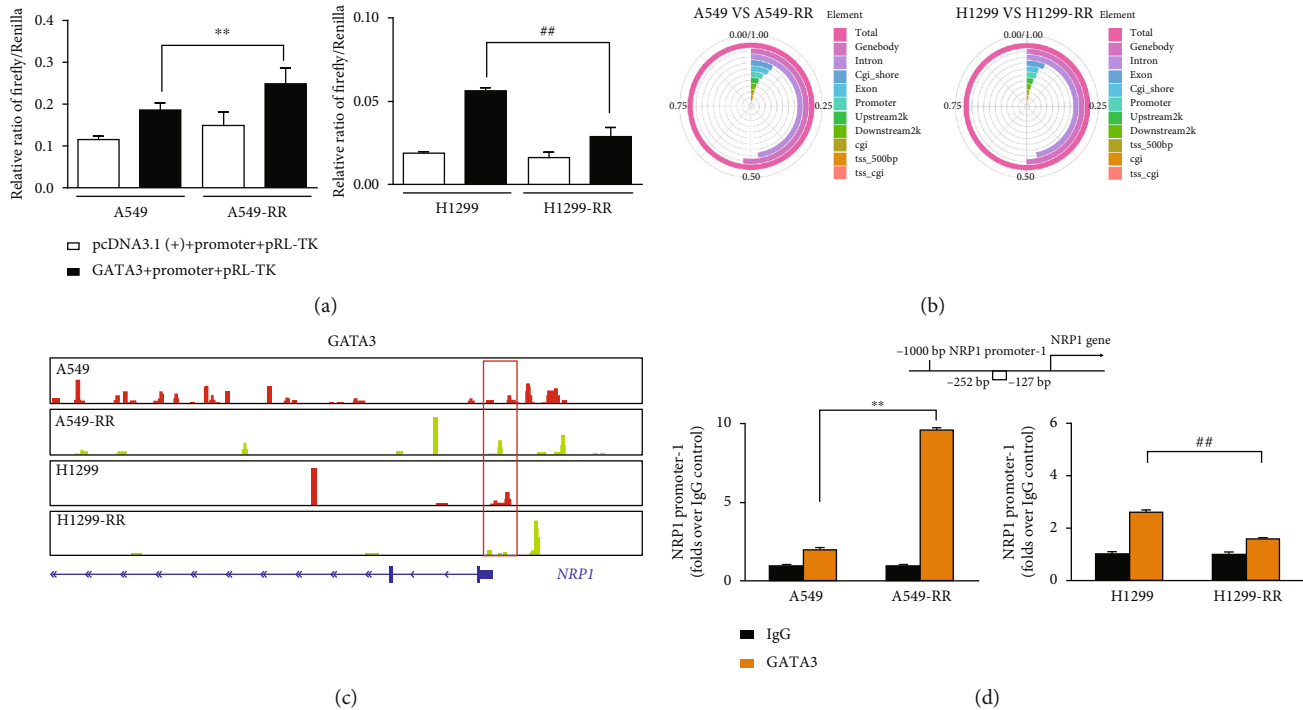 Relative ratio of firefly/Renilla
0.4
0.3
0.2
0.1
0.0
**
A549
A549-RR
Relative ratio of firefly/Renilla
0.10
0.05
0.00
##
H1299
H1299-RR
pcDNA3.1 (+)+promoter+pRL-TK
GATA3+promoter+pRL-TK
(a)
A549 VS A549-RR
Element
0.00/1.00
0.25
0.50
0.75
Total
Genebody
Intron
Cgi_shore
Exon
Promoter
Upstream2k
Downstream2k
cgi
tss_500bp
tss_cgi
H1299 VS H1299-RR
Element
0.00/1.00
0.25
0.50
0.75
Total
Genebody
Intron
Exon
Cgi_shore
Promoter
Upstream2k
Downstream2k
tss_500bp
cgi
tss_cgi
(b)
GATA3
A549
A549-RR
H1299
H1299-RR
NRP1
(c)
−1000 bp NRP1 promoter-1
NRP1 gene
−252 bp
−127 bp
NRP1 promoter-1
(folds over IgG control)
10
5
0
**
A549
A549-RR
NRP1 promoter-1
(folds over IgG control)
6
4
2
0
##
H1299
H1299-RR
IgG
GATA3
(d)